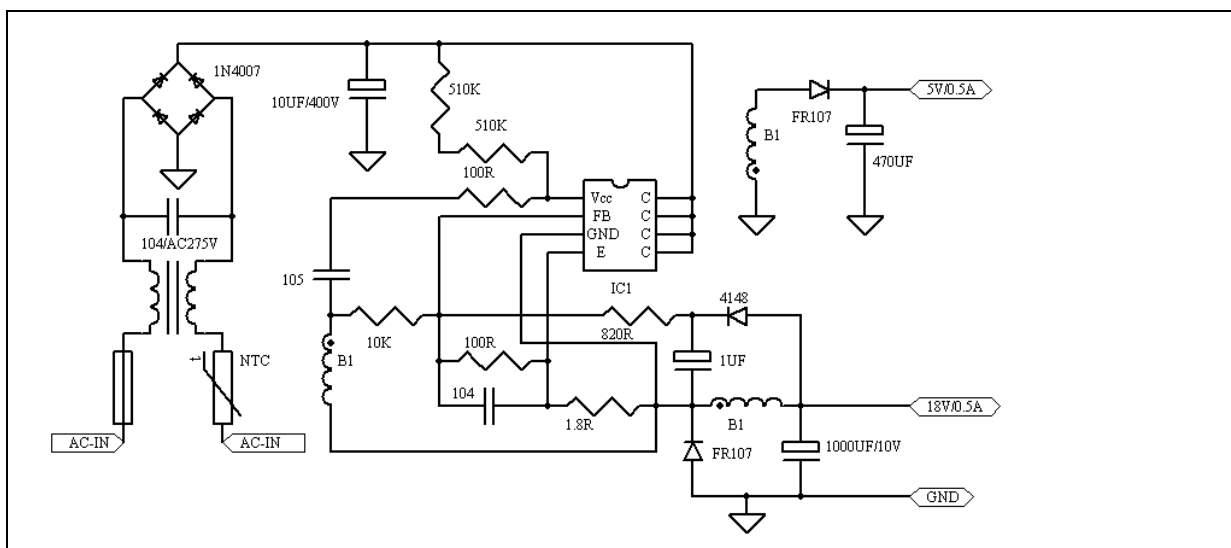 1N4007
10UF/400V
510K
510K
100R
5V/0.5A
FR107
B1
470UF
Vcc C
FB C
GND C
E C
IC1
104/AC275V
105
4148
10K
820R
B1
100R
1UF
NTC
t
104
1.8R
B1
18V/0.5A
FR107
1000UF/10V
AC-IN
AC-IN
GND